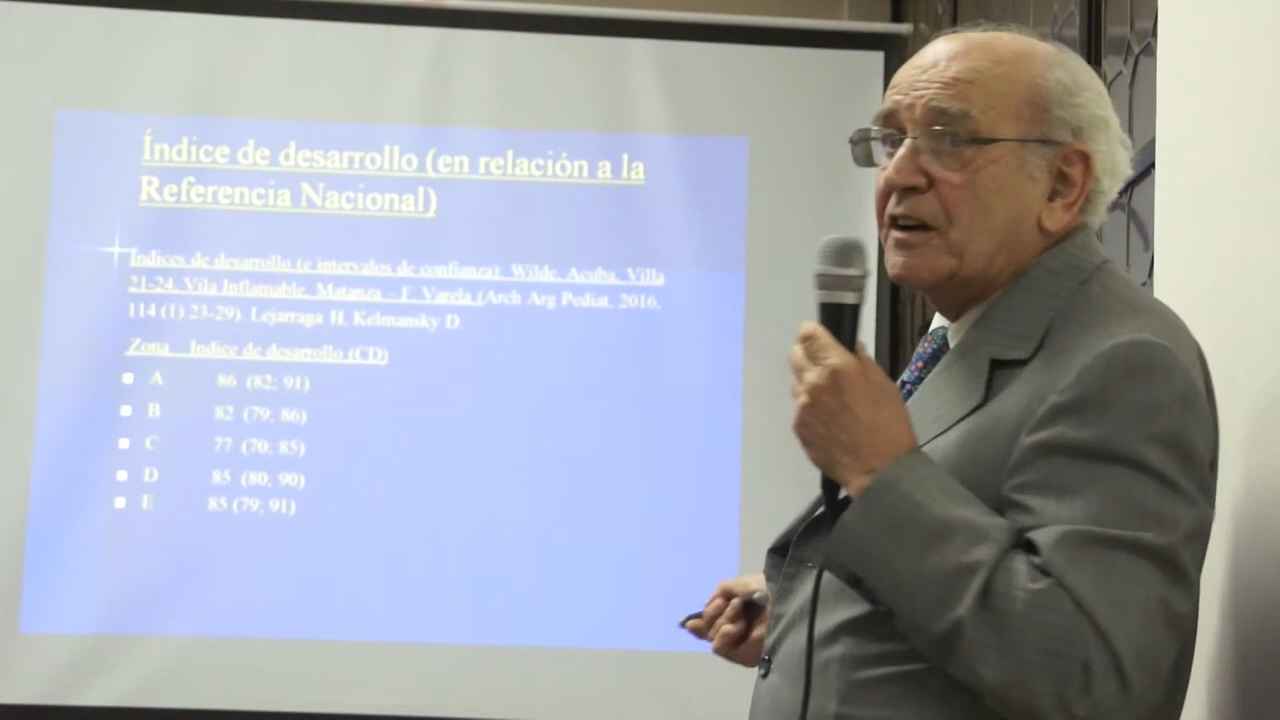 Índice de desarrollo (en relación a la
Referencia Nacional)
Indices de desarrollo (e intervalos de confianza). Wilde, Acuba, Villa
21-24, Vila Inflamable, Matanza – F. Varela (Arch Arg Pediat, 2016,
114 (1) 23-29). Lejarraga H, Kelmansky D.
Zona Indice de desarrollo (CD)
A 86 (82; 91)
B 82 (79; 86)
C 77 (70; 85)
D 85 (80; 90)
E 85 (79; 91)